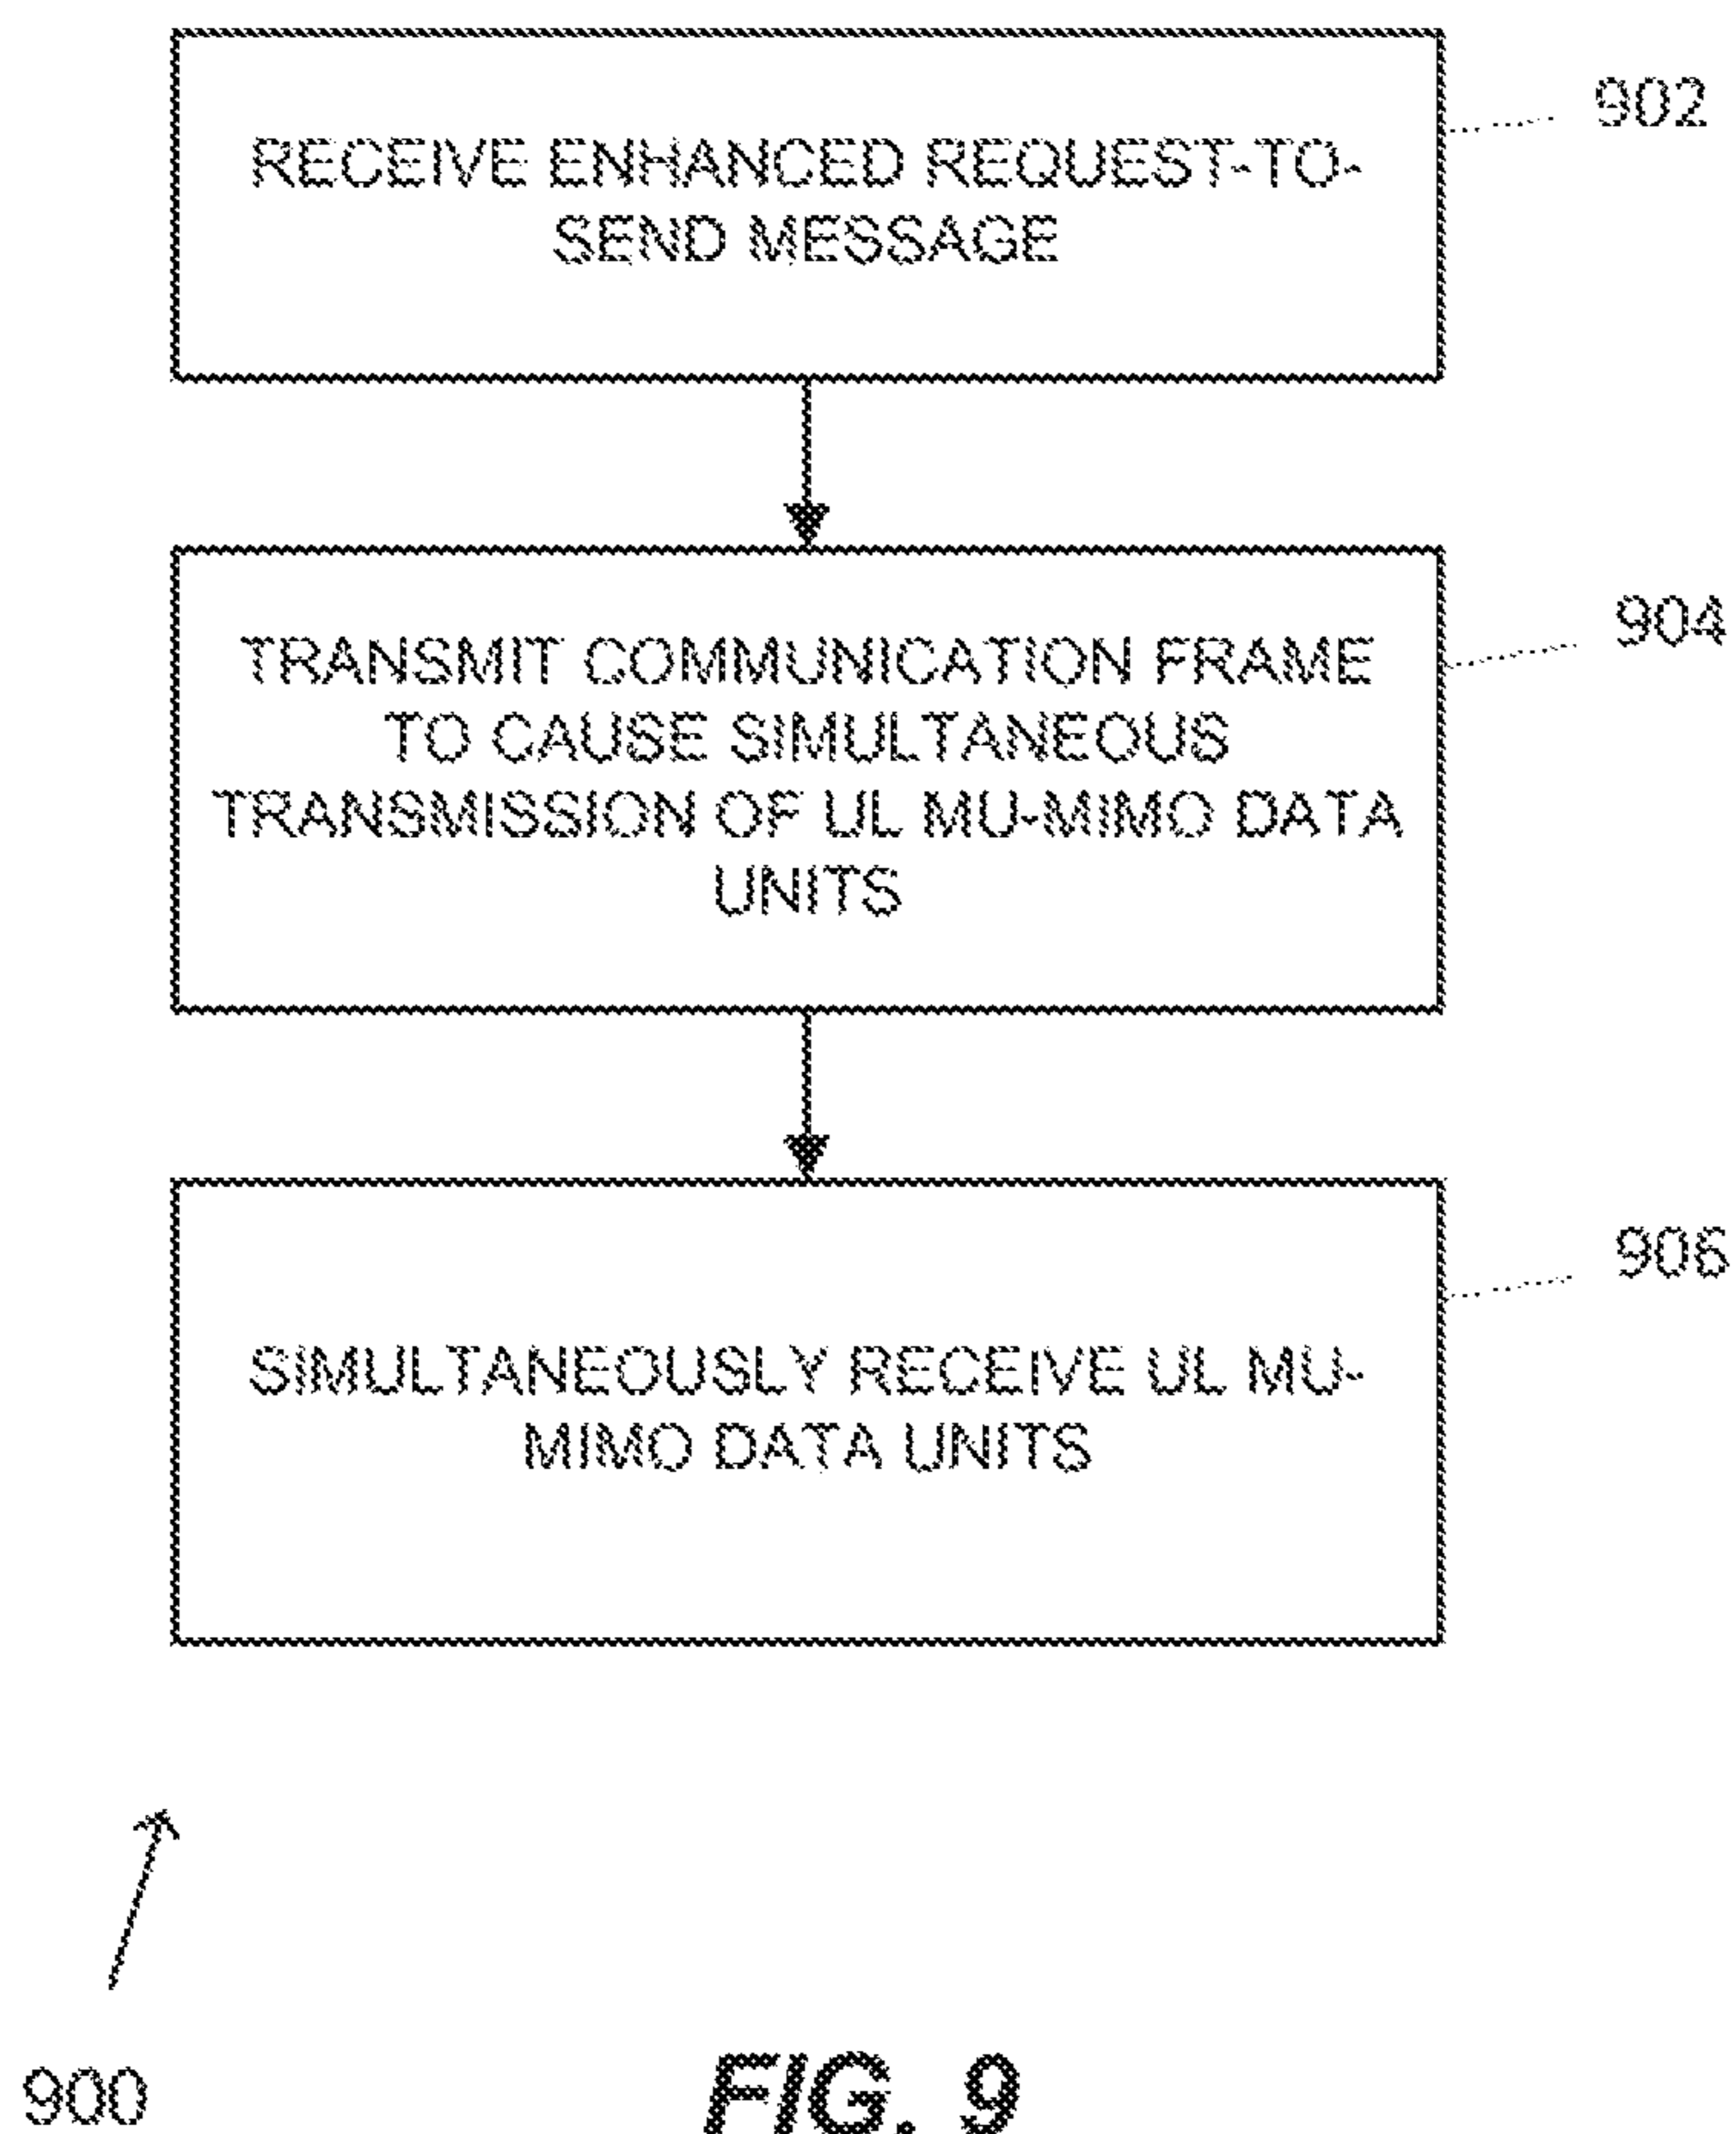 RECEIVE ENHANCED REQUEST-TO-
SEND MESSAGE
902
TRANSMIT COMMUNICATION FRAME
TO CAUSE SIMULTANEOUS
TRANSMISSION OF UL MU-MIMO DATA
UNITS
904
SIMULTANEOUSLY RECEIVE UL MU-
MIMO DATA UNITS
906
900
FIG. 9